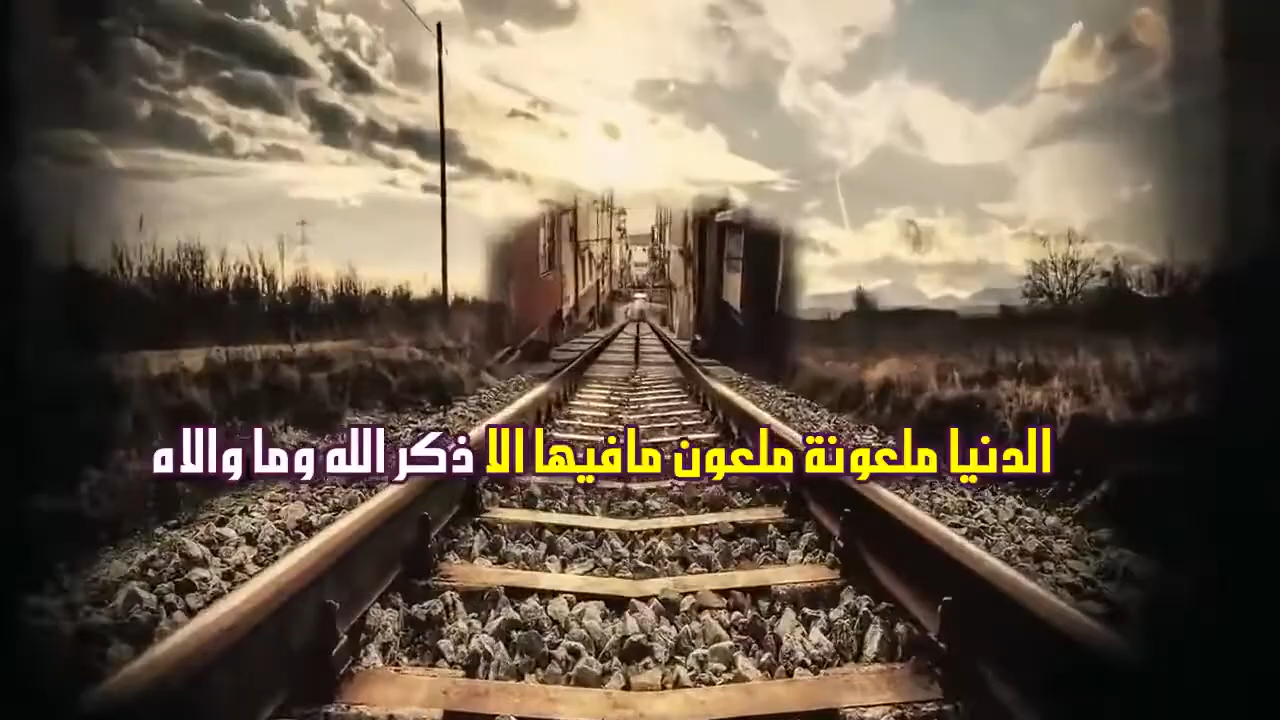 الدنيا ملعونة ملعون مافيها الا ذكر الله وما والاه